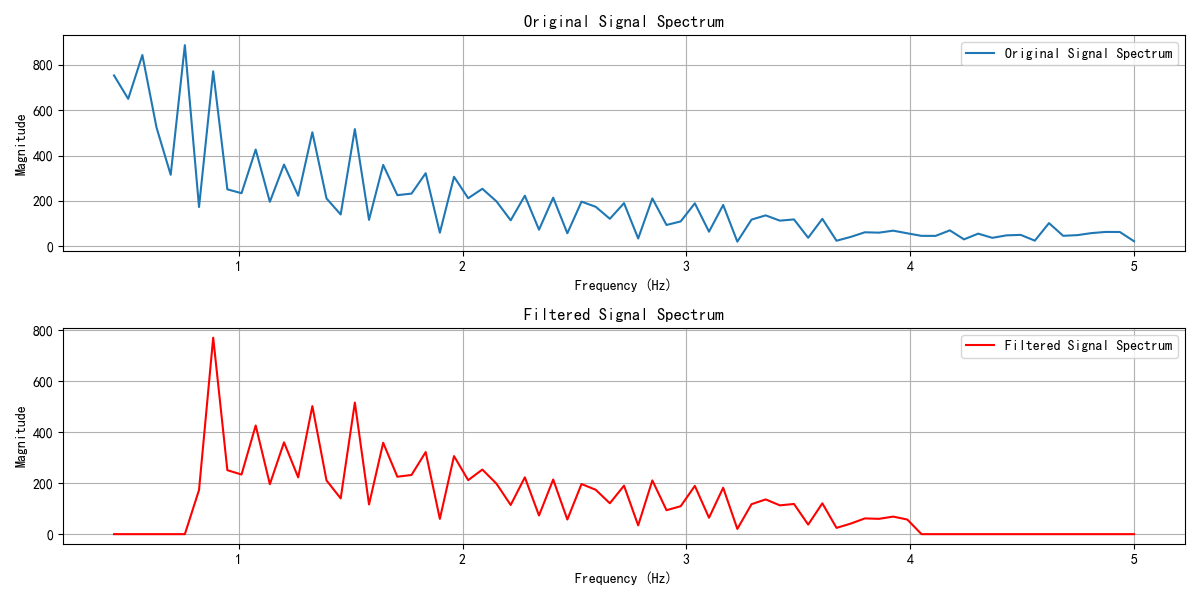 Original Signal Spectrum
Original Signal Spectrum
Magnitude
800
600
400
200
0
1 2 3 4 5
Frequency (Hz)
Filtered Signal Spectrum
Filtered Signal Spectrum
Magnitude
800
600
400
200
0
1 2 3 4 5
Frequency (Hz)